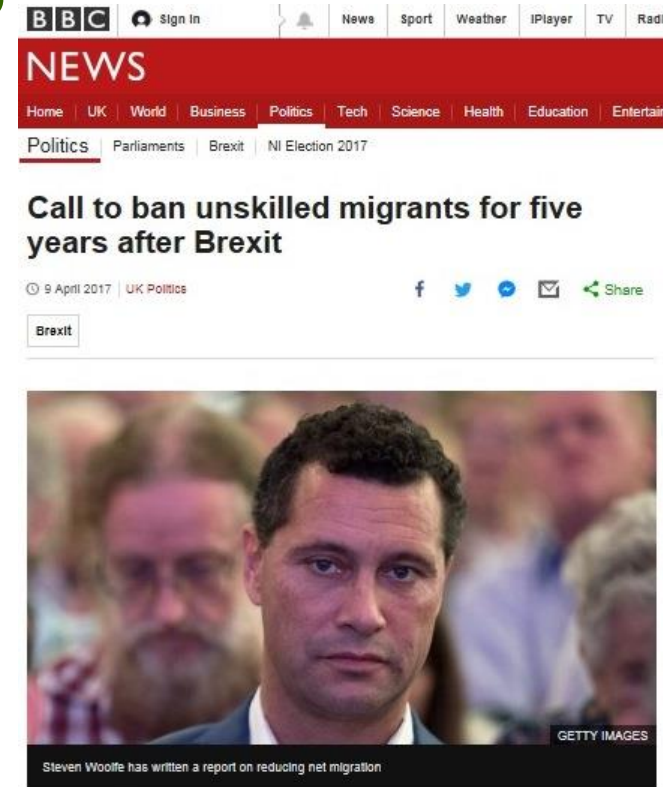 BBC Sign in News Sport Weather iPlayer TV Radi
NEWS
Home UK World Business Politics Tech Science Health Education Entertain
Politics Parliaments Brexit NI Election 2017
Call to ban unskilled migrants for five
years after Brexit
9 April 2017 UK Politics Share
Brexit
GETTY IMAGES
Steven Woolfe has written a report on reducing net migration